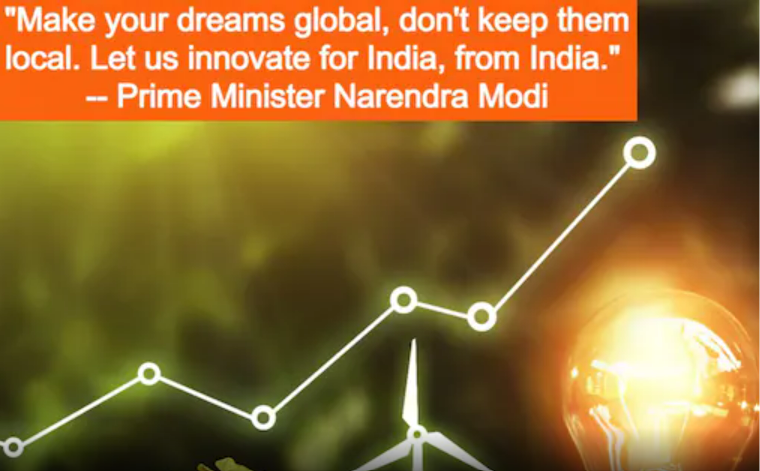 "Make your dreams global, don't keep them
local. Let us innovate for India, from India."
-- Prime Minister Narendra Modi